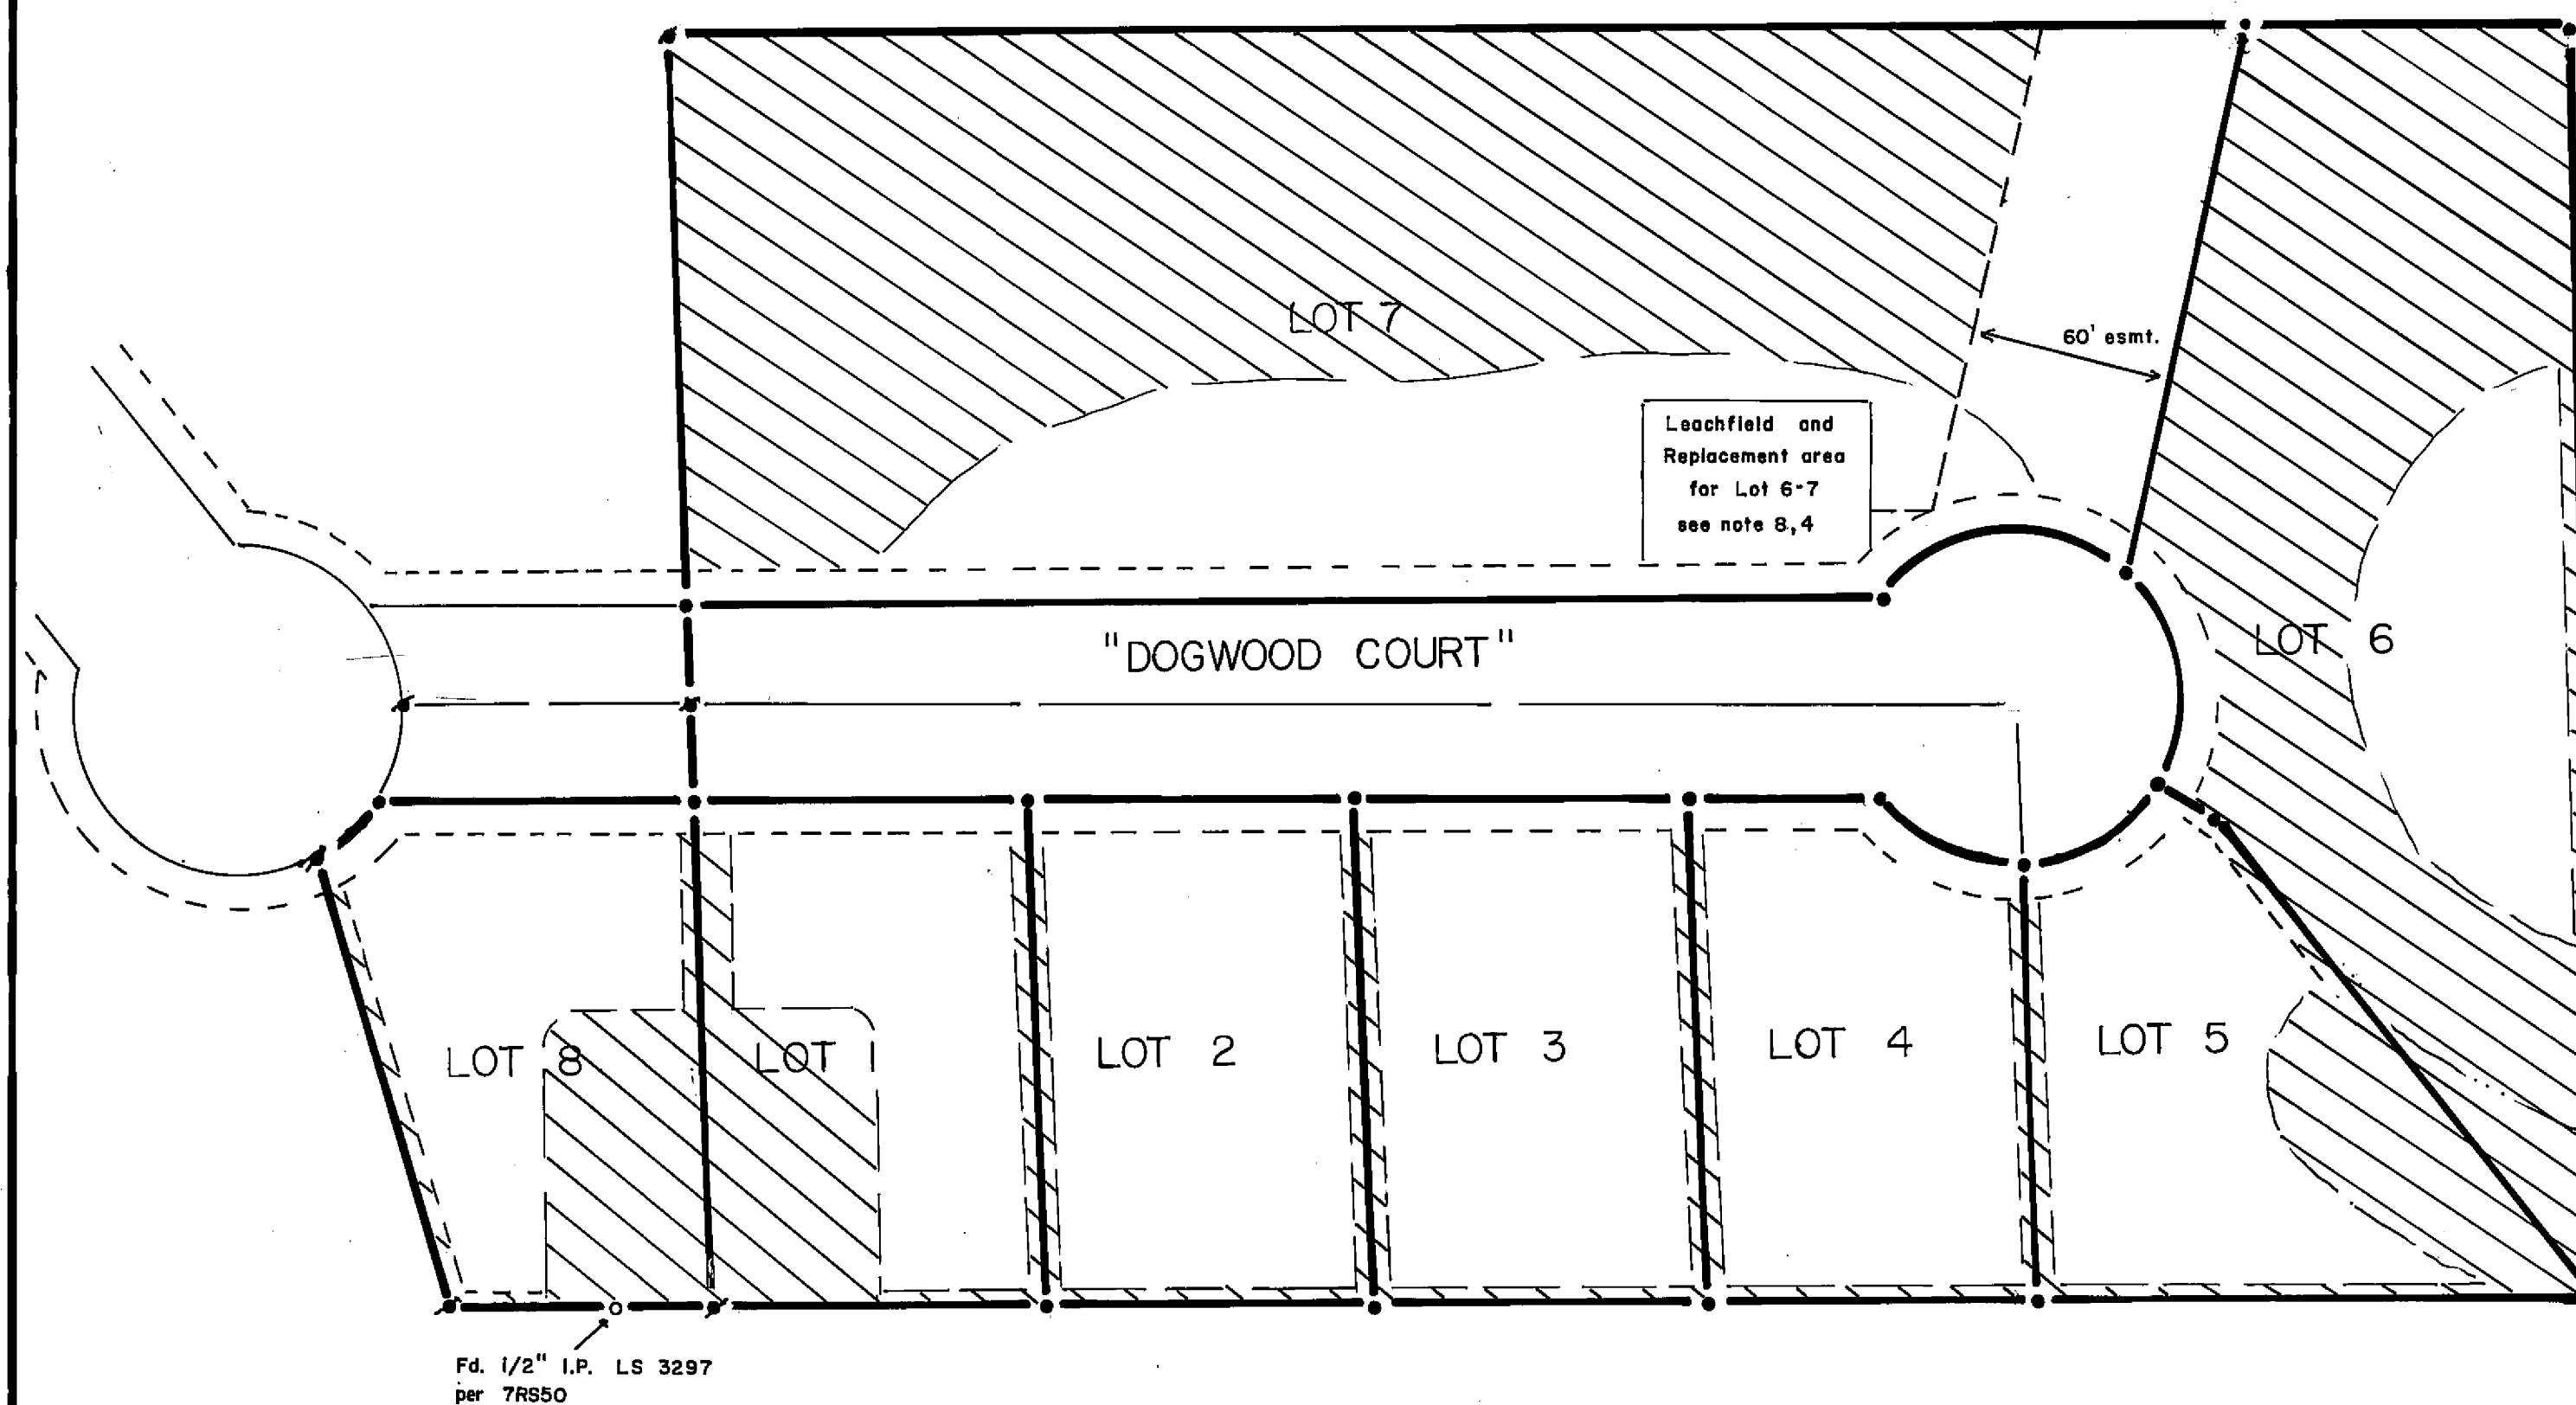 LOT 7
60' esmt.
Leachfield and
Replacement area
for Lot 6-7
see note 8,4
"DOGWOOD COURT"
LOT 6
LOT 8
LOT 1
LOT 2
LOT 3
LOT 4
LOT 5
Fd. 1/2" I.P. LS 3297
per 7RS50